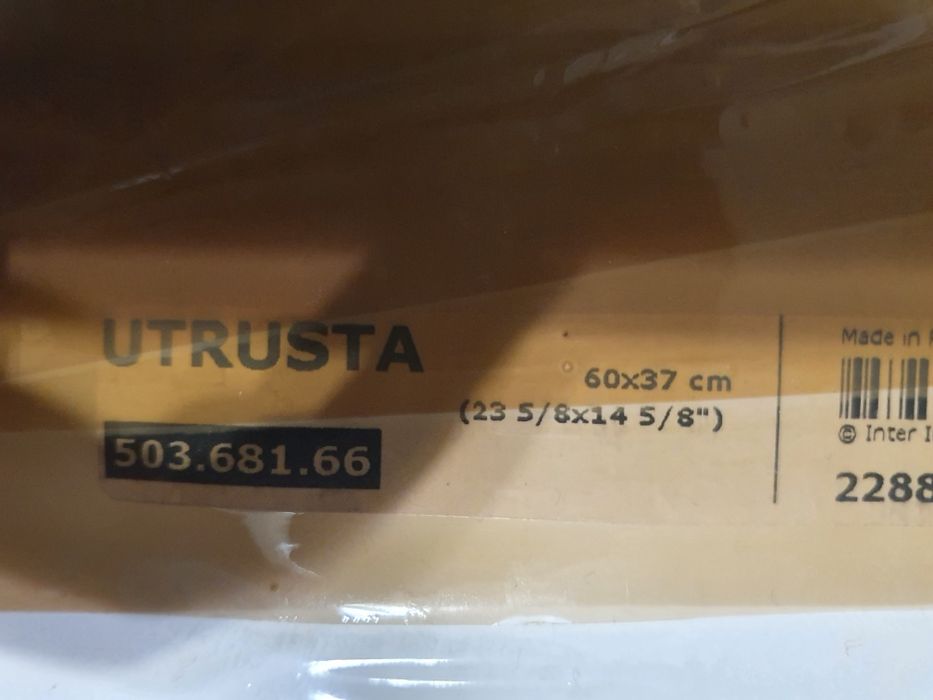 UTRUSTA
503.681.66
60x37 cm
(23 5/8x14 5/8")
Made in
© Inter
2288